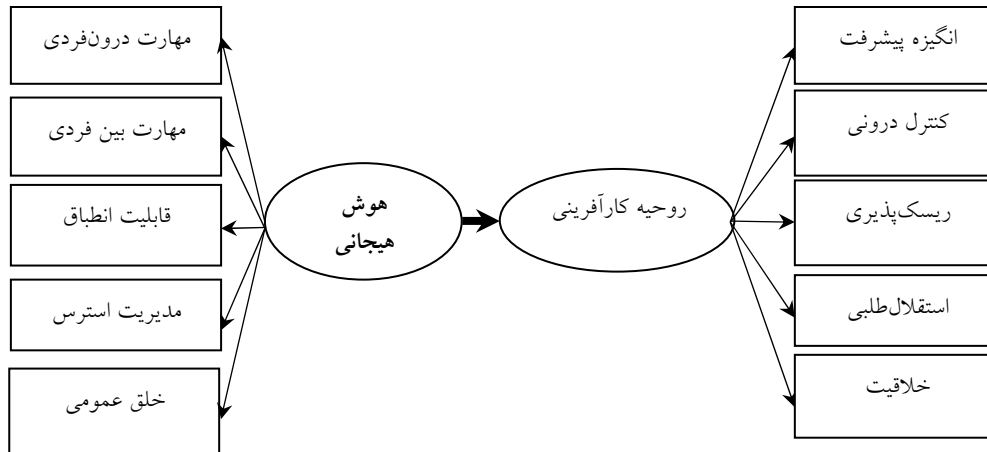 انگیزه پیشرفت
کنترل درونی
ریسک‌پذیری
استقلال‌طلبی
خلاقیت
روحیه کارآفرینی
هوش
هیجانی
مهارت درون‌فردی
مهارت بین فردی
قابلیت انطباق
مدیریت استرس
خلق عمومی